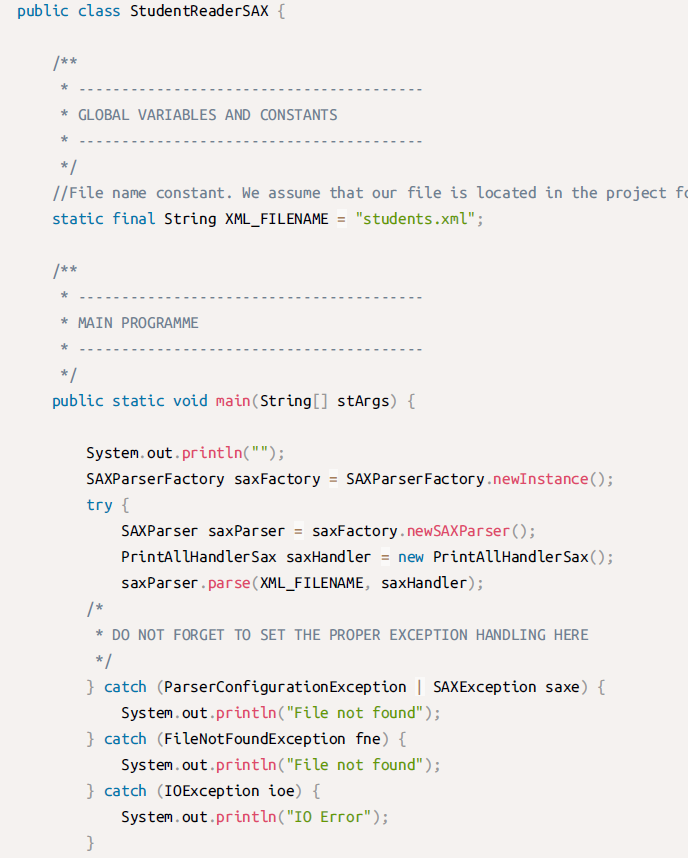 public class StudentReaderSAX {
/**
* ----------------------------------------
* GLOBAL VARIABLES AND CONSTANTS
* ----------------------------------------
*/
//File name constant. We assume that our file is located in the project
static final String XML_FILENAME = "students.xml";
/**
* ----------------------------------------
* MAIN PROGRAMME
* ----------------------------------------
*/
public static void main(String[] stArgs) {
System.out.println("");
SAXParserFactory saxFactory = SAXParserFactory.newInstance();
try {
SAXParser saxParser = saxFactory.newSAXParser();
PrintAllHandlerSax saxHandler = new PrintAllHandlerSax();
saxParser.parse(XML_FILENAME, saxHandler);
/*
* DO NOT FORGET TO SET THE PROPER EXCEPTION HANDLING HERE
*/
} catch (ParserConfigurationException | SAXException saxe) {
System.out.println("File not found");
} catch (FileNotFoundException fne) {
System.out.println("File not found");
} catch (IOException ioe) {
System.out.println("IO Error");
}